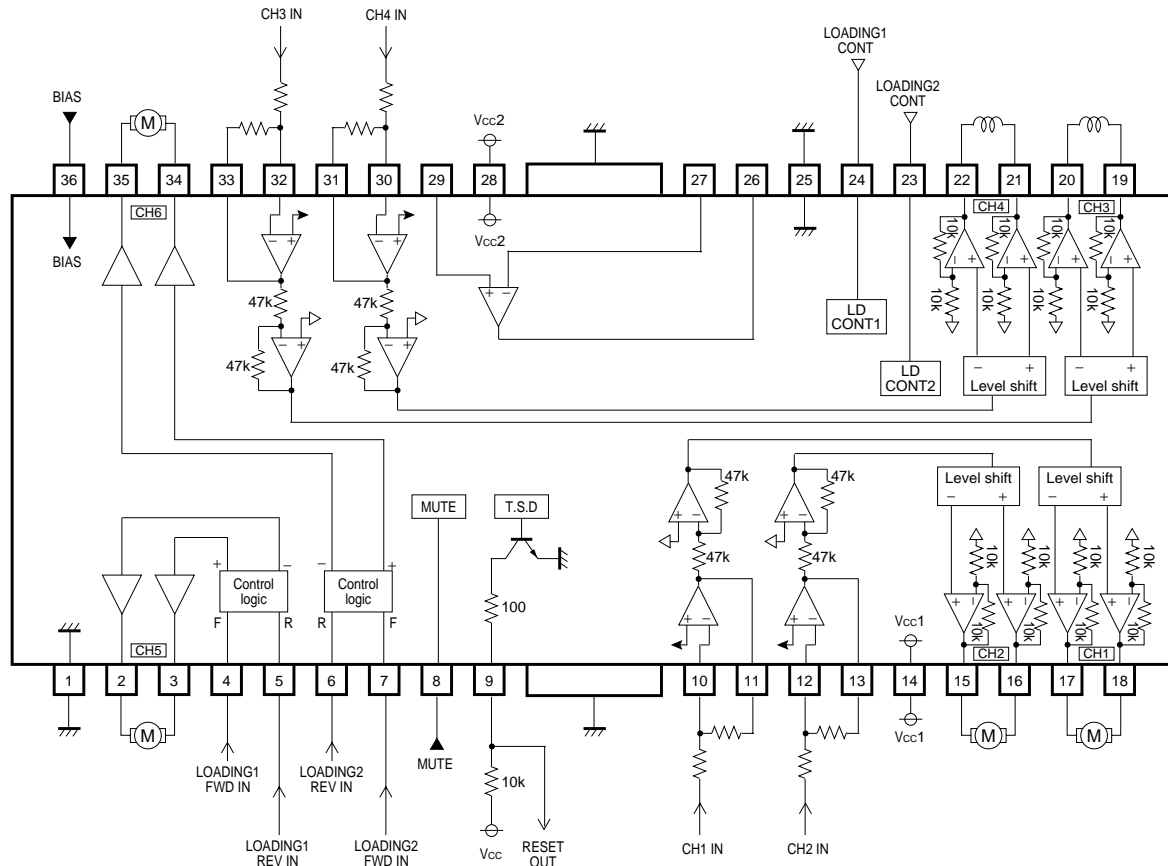 CH3 IN
CH4 IN
LOADING1
CONT
LOADING2
CONT
BIAS
M
Vcc2
36
35
34
33
32
31
30
29
28
27
26
25
24
23
22
21
20
19
CH6
CH4
CH3
BIAS
Vcc2
− +
− +
+ −
10k
10k
10k
10k
− +
− +
− +
− +
10k
10k
10k
10k
47k
47k
LD
CONT1
− +
− +
47k
47k
LD
CONT2
− +
Level shift
− +
Level shift
47k
47k
Level shift
− +
Level shift
− +
MUTE
T.S.D
+ −
+ −
47k
47k
10k
10k
10k
10k
+ −
Control
logic
F R
− +
Control
logic
R F
100
+ −
+ −
+ −
+ −
10k
10k
10k
10k
CH5
Vcc1
CH2
CH1
1
2
3
4
5
6
7
8
9
10
11
12
13
14
15
16
17
18
M
Vcc1
M
M
LOADING1
FWD IN
LOADING2
REV IN
MUTE
10k
LOADING1
REV IN
LOADING2
FWD IN
Vcc
RESET
OUT
CH1 IN
CH2 IN